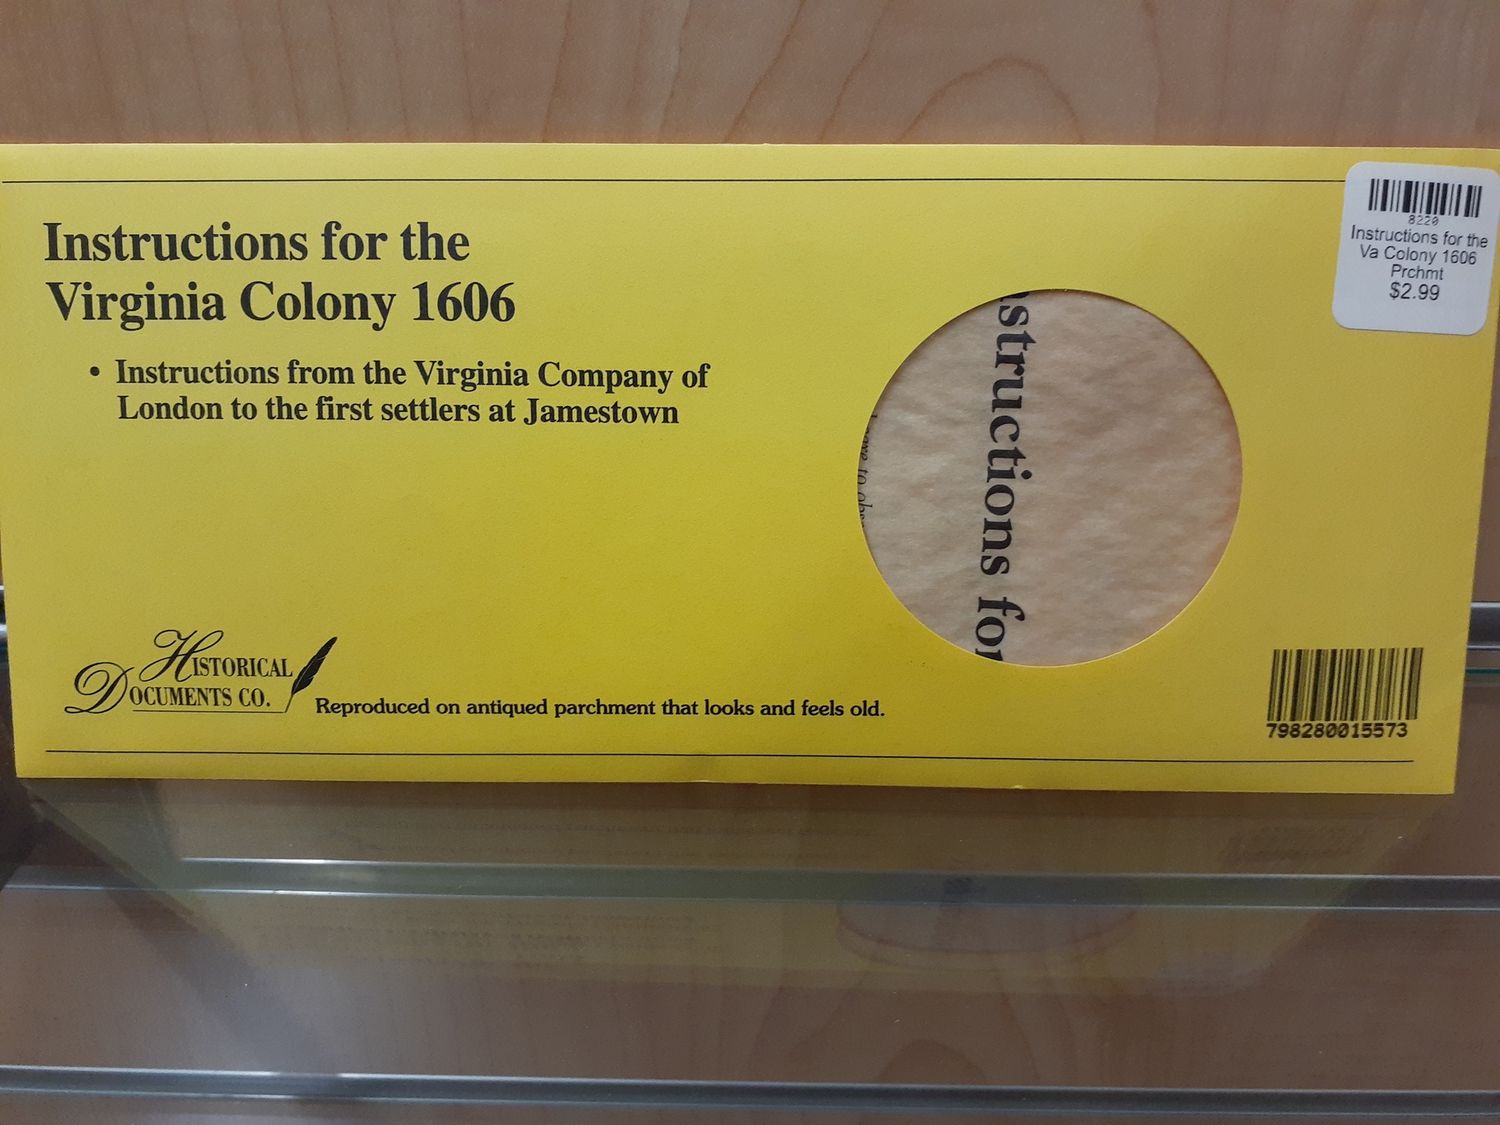 Instructions for the
Virginia Colony 1606
• Instructions from the Virginia Company of
London to the first settlers at Jamestown
8220
Instructions for the
Va Colony 1606
Prchmt
$2.99
nstructions for
HISTORICAL
DOCUMENTS CO.
Reproduced on antiqued parchment that looks and feels old.
798280015573